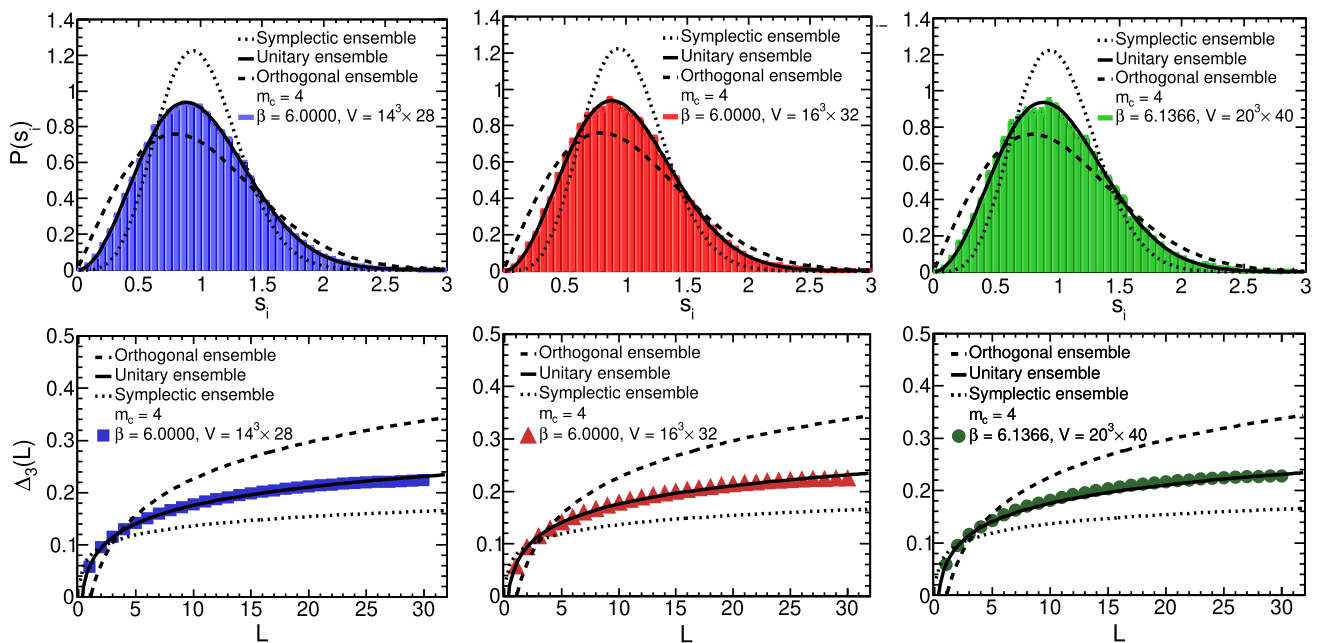 1.4
1.2
1
0.8
0.6
0.4
0.2
0
P(s_i)
Symplectic ensemble
Unitary ensemble
Orthogonal ensemble
m_c = 4
β = 6.0000, V = 14³× 28
0.5 1 1.5 2 2.5 3
s_i
1.4
1.2
1
0.8
0.6
0.4
0.2
0
Symplectic ensemble
Unitary ensemble
Orthogonal ensemble
m_c = 4
β = 6.0000, V = 16³× 32
0.5 1 1.5 2 2.5 3
s_i
1.4
1.2
1
0.8
0.6
0.4
0.2
0
Symplectic ensemble
Unitary ensemble
Orthogonal ensemble
m_c = 4
β = 6.1366, V = 20³× 40
0 0.5 1 1.5 2 2.5 3
s_i
0.5
0.4
0.3
0.2
0.1
0
Δ₃(L)
Orthogonal ensemble
Unitary ensemble
Symplectic ensemble
m_c = 4
β = 6.0000, V = 14³× 28
0 5 10 15 20 25 30
L
0.5
0.4
0.3
0.2
0.1
0
Orthogonal ensemble
Unitary ensemble
Symplectic ensemble
m_c = 4
β = 6.0000, V = 16³× 32
0 5 10 15 20 25 30
L
0.5
0.4
0.3
0.2
0.1
0
Orthogonal ensemble
Unitary ensemble
Symplectic ensemble
m_c = 4
β = 6.1366, V = 20³× 40
0 5 10 15 20 25 30
L